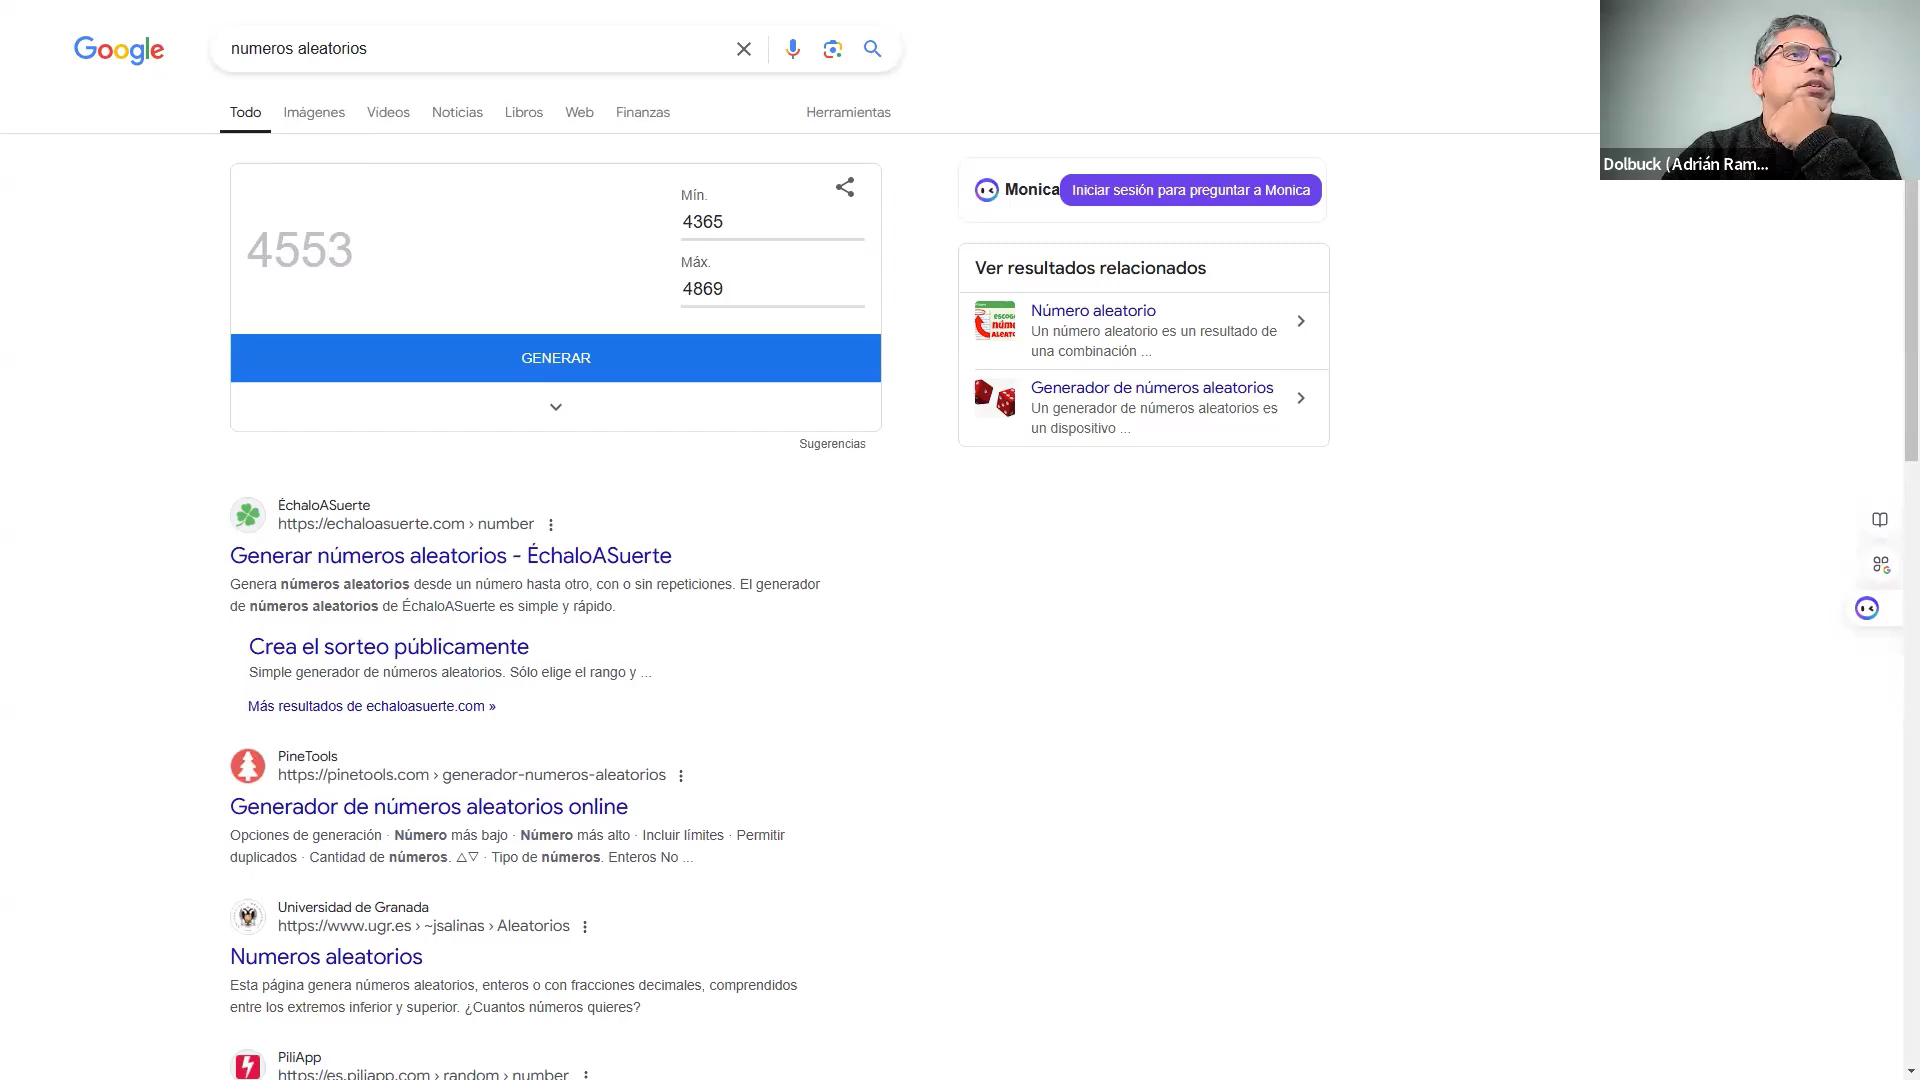 Google
numeros aleatorios
Todo
Imágenes
Vídeos
Noticias
Libros
Web
Finanzas
Herramientas
4553
Mín.
4365
Máx.
4869
GENERAR
Sugerencias
ÉchaloASuerte
https://echaloasuerte.com › number
Generar números aleatorios - ÉchaloASuerte
Genera números aleatorios desde un número hasta otro, con o sin repeticiones. El generador
de números aleatorios de ÉchaloASuerte es simple y rápido.
Crea el sorteo públicamente
Simple generador de números aleatorios. Sólo elige el rango y ...
Más resultados de echaloasuerte.com »
PineTools
https://pinetools.com › generador-numeros-aleatorios
Generador de números aleatorios online
Opciones de generación · Número más bajo · Número más alto · Incluir límites · Permitir
duplicados · Cantidad de números. △▽ · Tipo de números. Enteros No ...
Universidad de Granada
https://www.ugr.es › ~jsalinas › Aleatorios
Numeros aleatorios
Esta página genera números aleatorios, enteros o con fracciones decimales, comprendidos
entre los extremos inferior y superior. ¿Cuantos números quieres?
PiliApp
https://es.piliapp.com › random › number
Monica
Iniciar sesión para preguntar a Monica
Ver resultados relacionados
Número aleatorio
Un número aleatorio es un resultado de
una combinación ...
Generador de números aleatorios
Un generador de números aleatorios es
un dispositivo ...
Dolbuck (Adrián Ram...